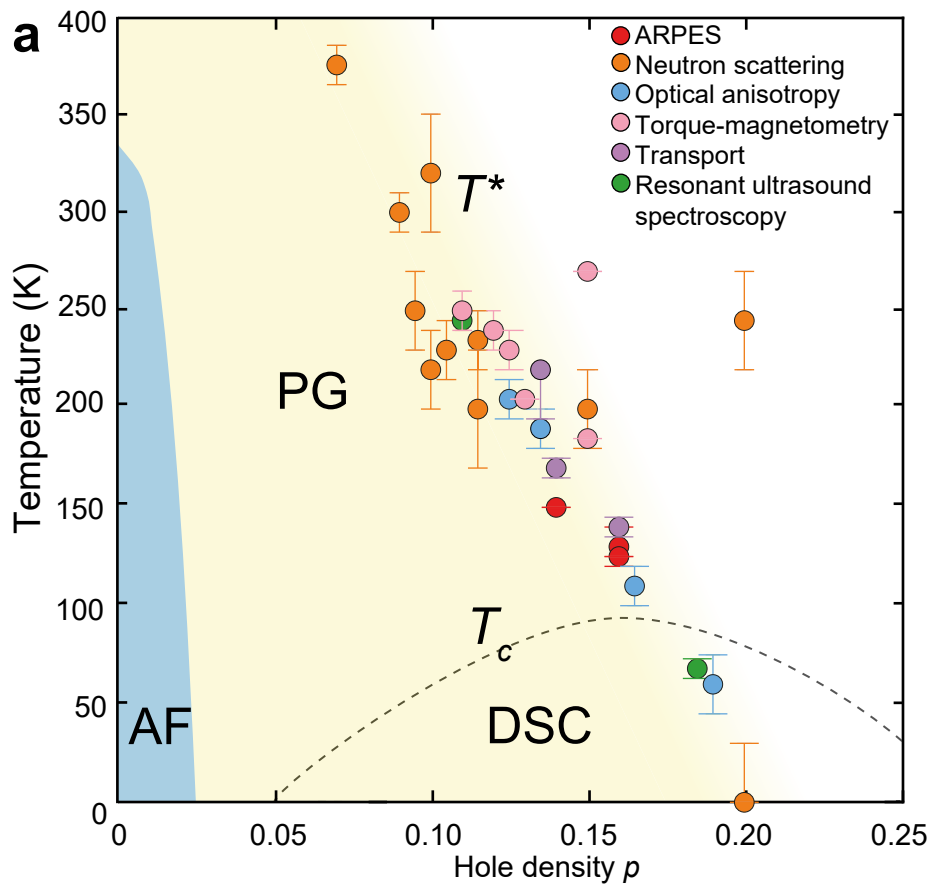 a
400
350
300
250
200
150
100
50
0
Temperature (K)
ARPES
Neutron scattering
Optical anisotropy
Torque-magnetometry
Transport
Resonant ultrasound
spectroscopy
T*
PG
Tc
AF
DSC
0
0.05
0.10
0.15
0.20
0.25
Hole density p